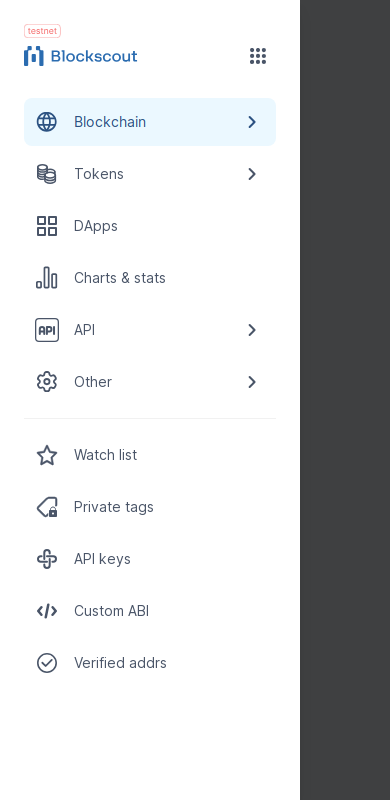 testnet
Blockscout
Blockchain
Tokens
DApps
Charts & stats
API
API
Other
Watch list
Private tags
API keys
Custom ABI
Verified addrs